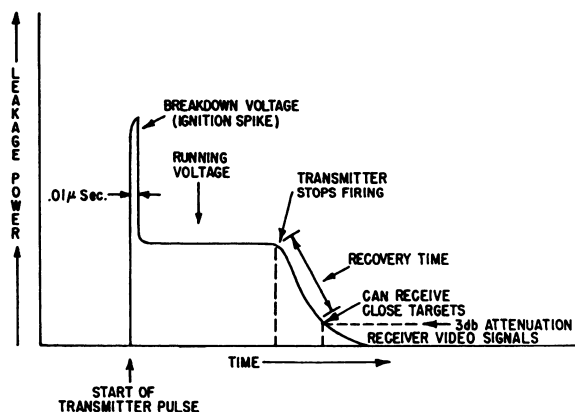 LEAKAGE POWER
BREAKDOWN VOLTAGE
(IGNITION SPIKE)
RUNNING
VOLTAGE
.01μ Sec.
TRANSMITTER
STOPS FIRING
RECOVERY TIME
CAN RECEIVE
CLOSE TARGETS
3db ATTENUATION
RECEIVER VIDEO SIGNALS
TIME
START OF
TRANSMITTER PULSE